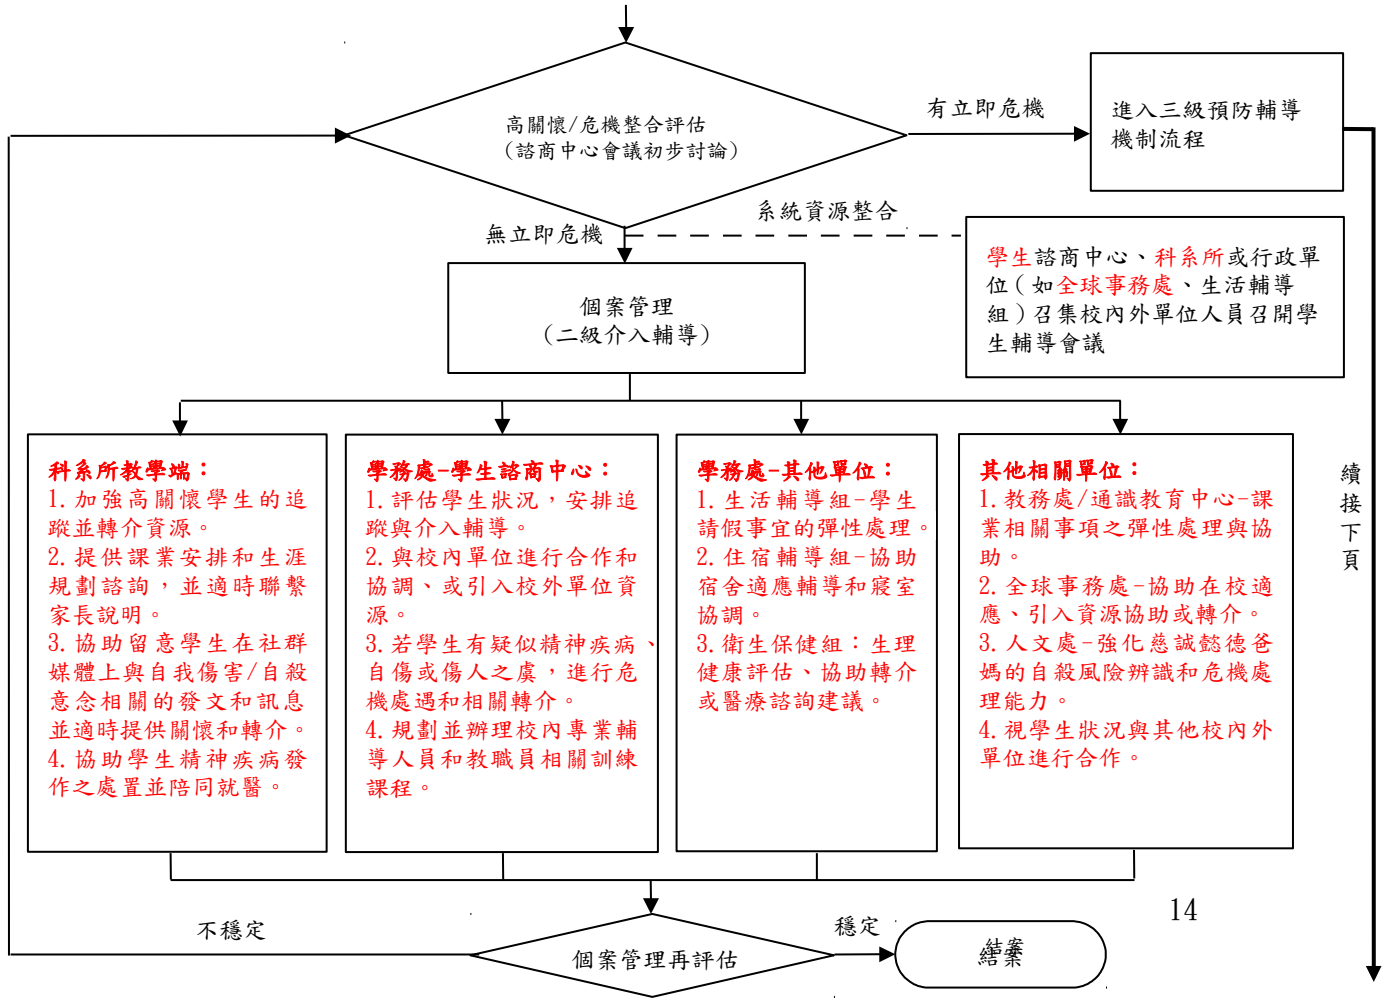 高關懷/危機整合評估
(諮商中心會議初步討論)
有立即危機
進入三級預防輔導
機制流程
系統資源整合
無立即危機
學生諮商中心、科系所或行政單
位(如全球事務處、生活輔導
組)召集校內外單位人員召開學
生輔導會議
個案管理
(二級介入輔導)
科系所教學端：
1.加強高關懷學生的追
蹤並轉介資源。
2.提供課業安排和生涯
規劃諮詢，並適時聯繫
家長說明。
3.協助留意學生在社群
媒體上與自我傷害/自殺
意念相關的發文和訊息
並適時提供關懷和轉介。
4.協助學生精神疾病發
作之處置並陪同就醫。
學務處-學生諮商中心：
1.評估學生狀況，安排追
蹤與介入輔導。
2.與校內單位進行合作和
協調、或引入校外單位資
源。
3.若學生有疑似精神疾病、
自傷或傷人之虞，進行危
機處遇和相關轉介。
4.規劃並辦理校內專業輔
導人員和教職員相關訓練
課程。
學務處-其他單位：
1.生活輔導組-學生
請假事宜的彈性處理。
2.住宿輔導組-協助
宿舍適應輔導和寢室
協調。
3.衛生保健組：生理
健康評估、協助轉介
或醫療諮詢建議。
其他相關單位：
1.教務處/通識教育中心-課
業相關事項之彈性處理與協
助。
2.全球事務處-協助在校適
應、引入資源協助或轉介。
3.人文處-強化慈誠懿德爸
媽的自殺風險辨識和危機處
理能力。
4.視學生狀況與其他校內外
單位進行合作。
續
接
下
頁
14
不穩定
個案管理再評估
穩定
結案
結案